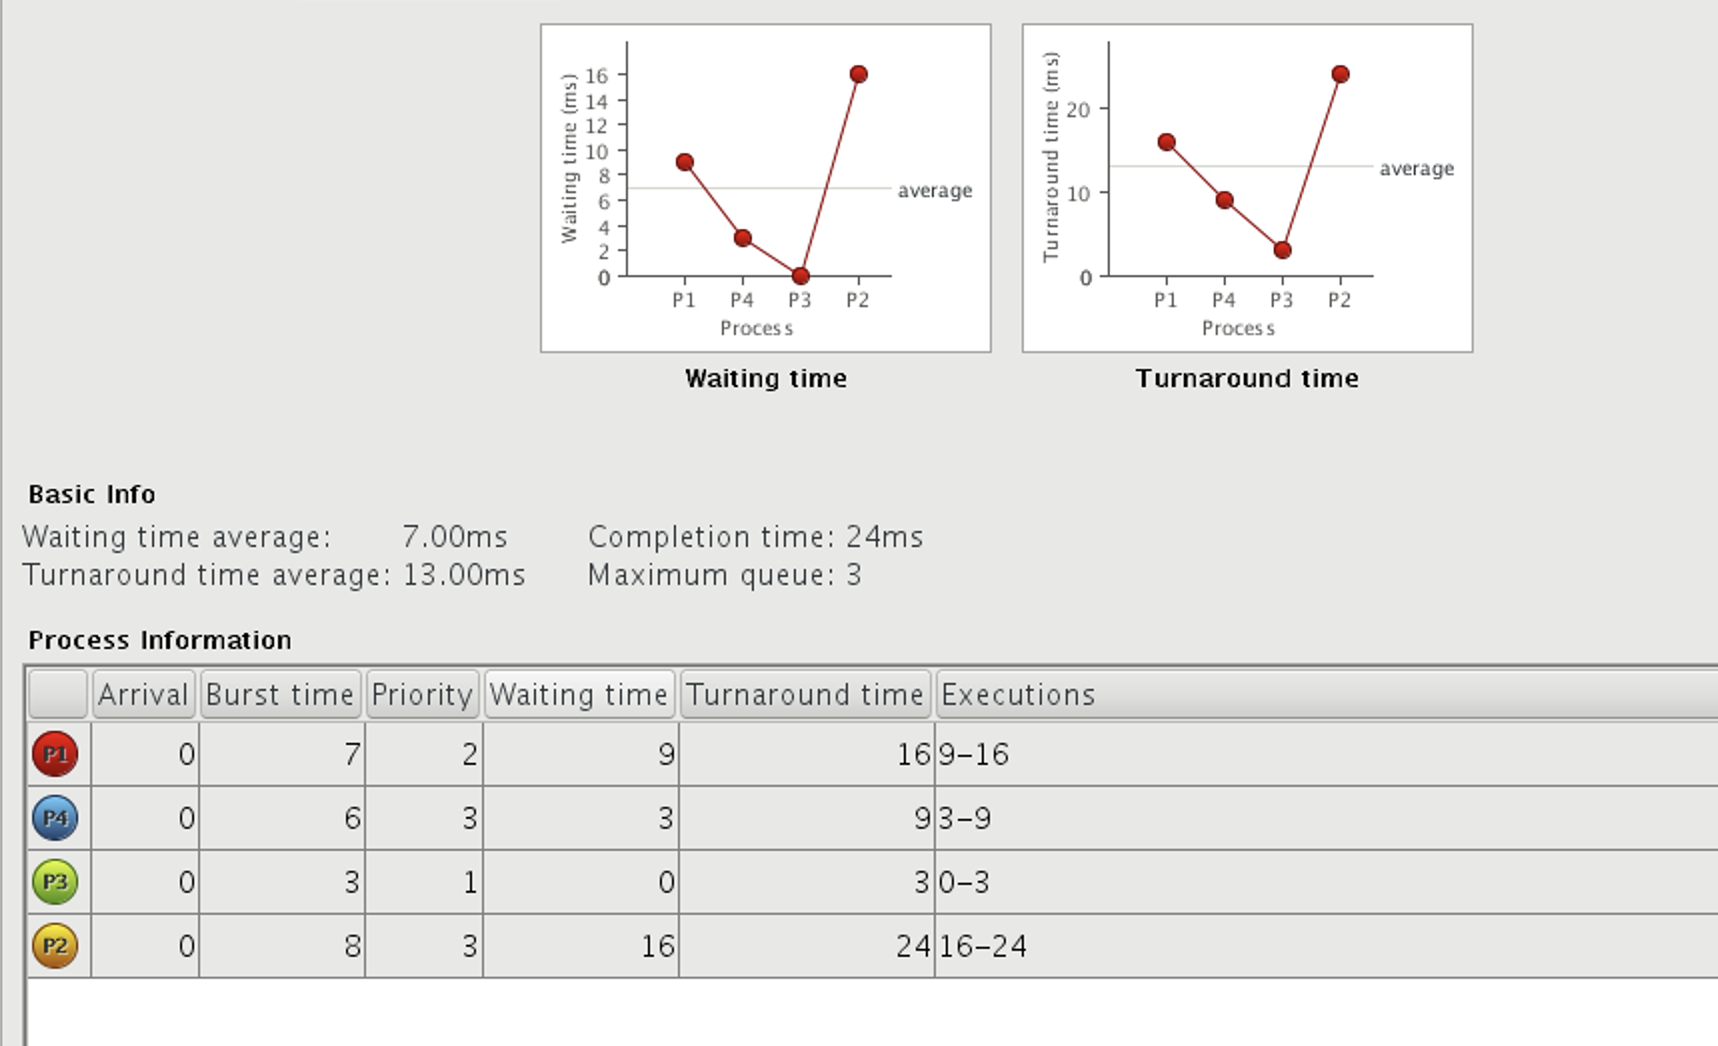 Waiting time (ms)
16
14
12
10
8
6
4
2
0
average
P1 P4 P3 P2
Process
Waiting time
Turnaround time (ms)
20
10
0
average
P1 P4 P3 P2
Process
Turnaround time
Basic Info
Waiting time average: 7.00ms Completion time: 24ms
Turnaround time average: 13.00ms Maximum queue: 3
Process Information
Arrival Burst time Priority Waiting time Turnaround time Executions
P1 0 7 2 9 16 9–16
P4 0 6 3 3 9 3–9
P3 0 3 1 0 3 0–3
P2 0 8 3 16 24 16–24